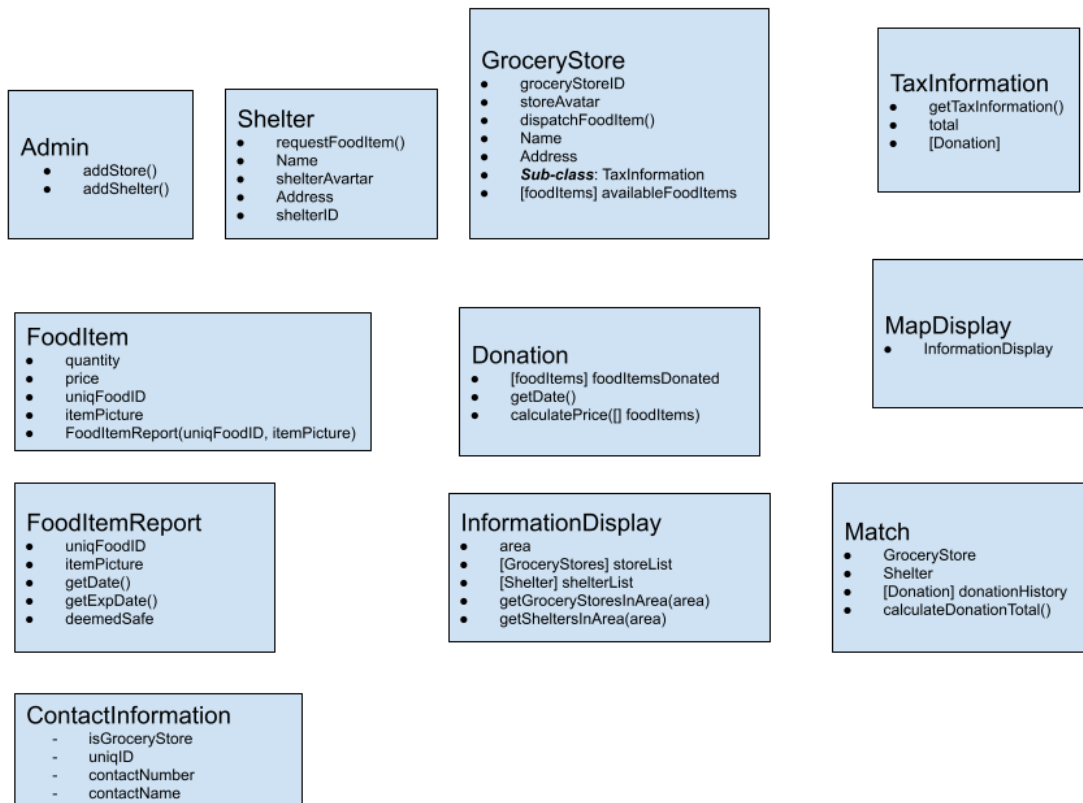 Admin
● addStore()
● addShelter()
Shelter
● requestFoodItem()
● Name
● shelterAvartar
● Address
● shelterID
GroceryStore
● groceryStoreID
● storeAvatar
● dispatchFoodItem()
● Name
● Address
● Sub-class: TaxInformation
● [foodItems] availableFoodItems
TaxInformation
● getTaxInformation()
● total
● [Donation]
FoodItem
● quantity
● price
● uniqFoodID
● itemPicture
● FoodItemReport(uniqFoodID, itemPicture)
Donation
● [foodItems] foodItemsDonated
● getDate()
● calculatePrice([] foodItems)
MapDisplay
● InformationDisplay
FoodItemReport
● uniqFoodID
● itemPicture
● getDate()
● getExpDate()
● deemedSafe
InformationDisplay
● area
● [GroceryStores] storeList
● [Shelter] shelterList
● getGroceryStoresInArea(area)
● getSheltersInArea(area)
Match
● GroceryStore
● Shelter
● [Donation] donationHistory
● calculateDonationTotal()
ContactInformation
- isGroceryStore
- uniqID
- contactNumber
- contactName